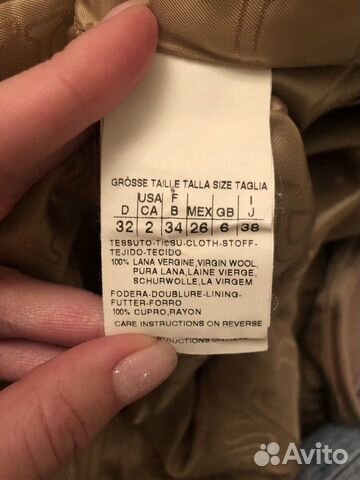 GRÖSSE TAILLE TALLA SIZE TAGLIA
USA F I
D CA B MEX GB J
32 2 34 26 6 38
TESSUTO-TISSU-CLOTH-STOFF-
TEJIDO-TECIDO
100% LANA VERGINE,VIRGIN WOOL,
PURA LANA,LAINE VIERGE,
SCHURWOLLE,LA VIRGEM
FODERA-DOUBLURE-LINING-
FUTTER-FORRO
100% CUPRO,RAYON
CARE INSTRUCTIONS ON REVERSE
STRUCTIONS ON
Avito